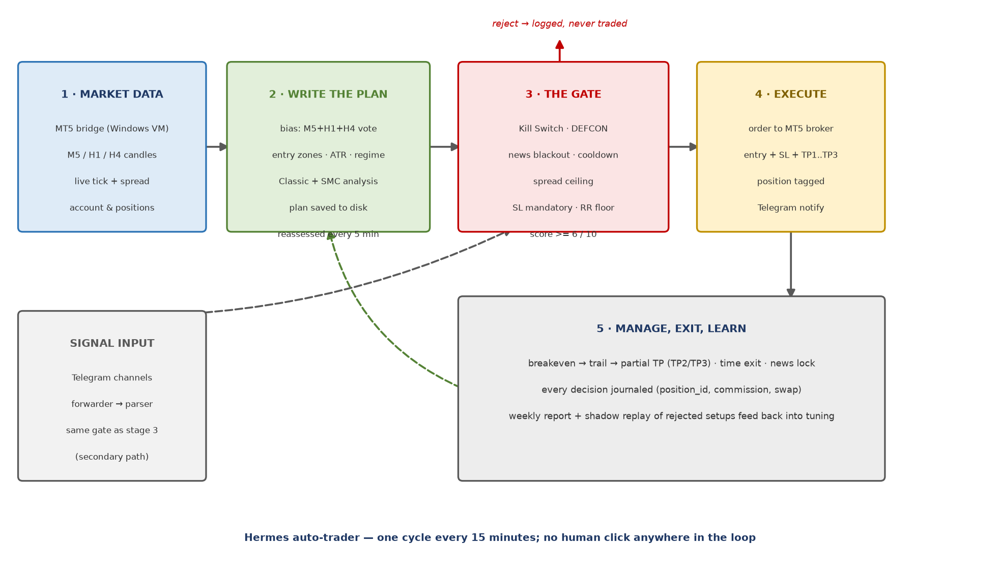 reject → logged, never traded
1 · MARKET DATA
MT5 bridge (Windows VM)
M5 / H1 / H4 candles
live tick + spread
account & positions
2 · WRITE THE PLAN
bias: M5+H1+H4 vote
entry zones · ATR · regime
Classic + SMC analysis
plan saved to disk
reassessed every 5 min
3 · THE GATE
Kill Switch · DEFCON
news blackout · cooldown
spread ceiling
SL mandatory · RR floor
score >= 6 / 10
4 · EXECUTE
order to MT5 broker
entry + SL + TP1..TP3
position tagged
Telegram notify
SIGNAL INPUT
Telegram channels
forwarder → parser
same gate as stage 3
(secondary path)
5 · MANAGE, EXIT, LEARN
breakeven → trail → partial TP (TP2/TP3) · time exit · news lock
every decision journaled (position_id, commission, swap)
weekly report + shadow replay of rejected setups feed back into tuning
Hermes auto-trader — one cycle every 15 minutes; no human click anywhere in the loop